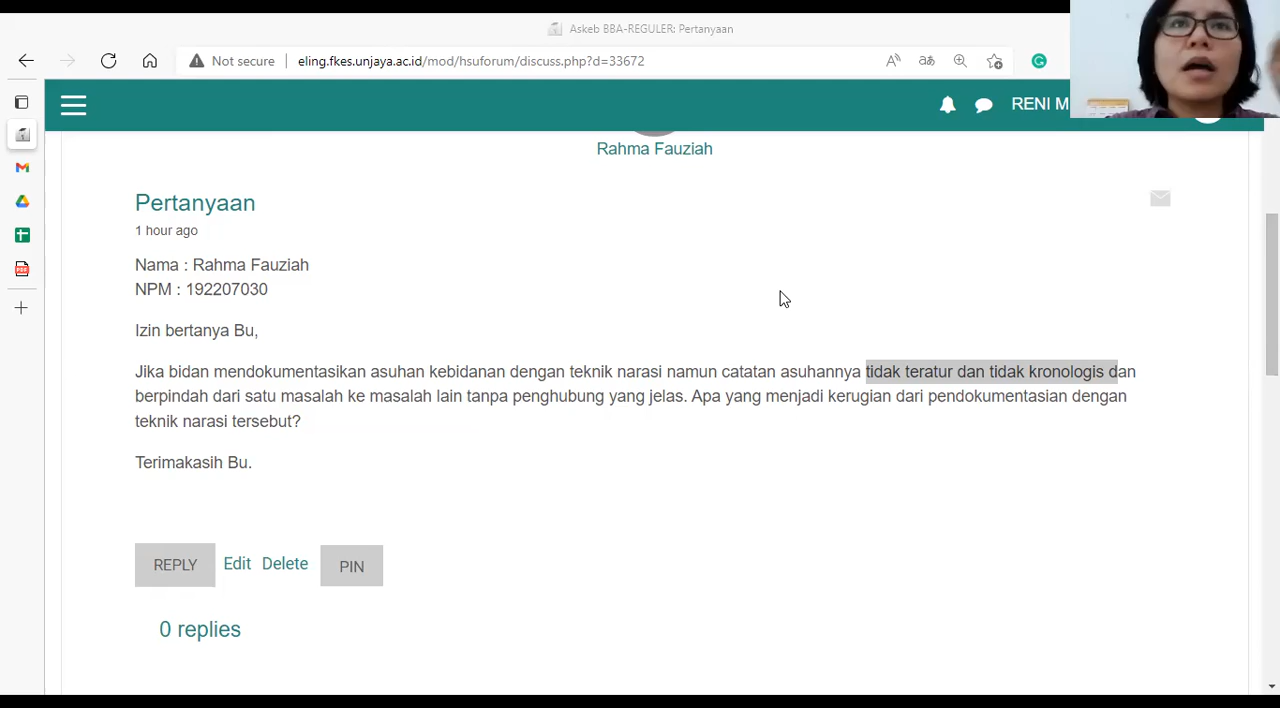 Askeb BBA-REGULER: Pertanyaan
Not secure
eling.fkes.unjaya.ac.id/mod/hsuforum/discuss.php?d=33672
RENI M
Rahma Fauziah
Pertanyaan
1 hour ago
Nama : Rahma Fauziah
NPM : 192207030
Izin bertanya Bu,
Jika bidan mendokumentasikan asuhan kebidanan dengan teknik narasi namun catatan asuhannya tidak teratur dan tidak kronologis dan
berpindah dari satu masalah ke masalah lain tanpa penghubung yang jelas. Apa yang menjadi kerugian dari pendokumentasian dengan
teknik narasi tersebut?
Terimakasih Bu.
REPLY Edit Delete PIN
0 replies